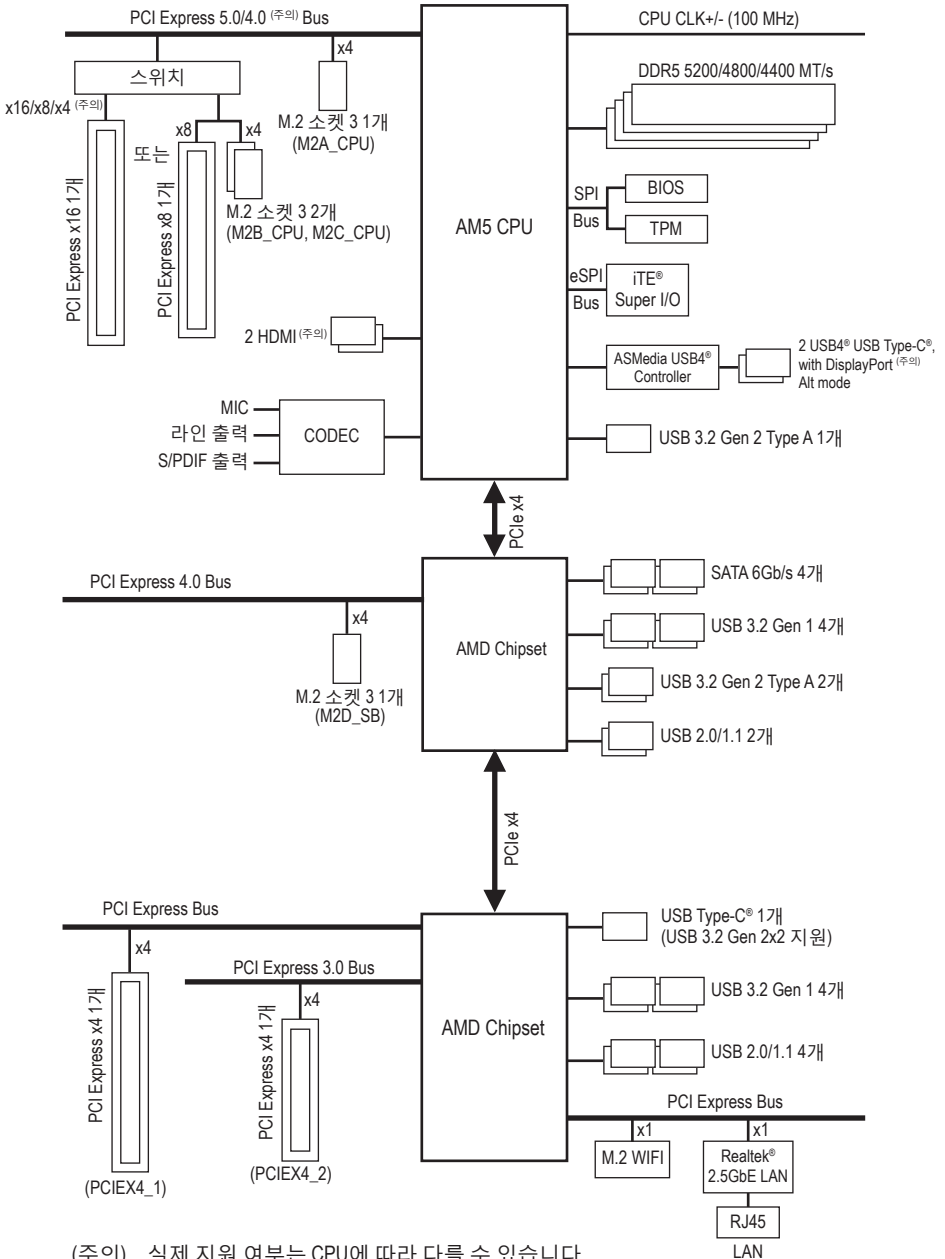 PCI Express 5.0/4.0 (주의) Bus
CPU CLK+/- (100 MHz)
x4
스위치
DDR5 5200/4800/4400 MT/s
x16/x8/x4 (주의)
M.2 소켓 3 1개
(M2A_CPU)
x8
x4
또는
PCI Express x16 1개
PCI Express x8 1개
M.2 소켓 3 2개
(M2B_CPU, M2C_CPU)
AM5 CPU
SPI
Bus
BIOS
TPM
eSPI
Bus
iTE®
Super I/O
2 HDMI (주의)
ASMedia USB4®
Controller
2 USB4® USB Type-C®,
with DisplayPort (주의)
Alt mode
MIC
라인 출력
S/PDIF 출력
CODEC
USB 3.2 Gen 2 Type A 1개
PCIe x4
PCI Express 4.0 Bus
x4
M.2 소켓 3 1개
(M2D_SB)
AMD Chipset
SATA 6Gb/s 4개
USB 3.2 Gen 1 4개
USB 3.2 Gen 2 Type A 2개
USB 2.0/1.1 2개
PCIe x4
PCI Express Bus
x4
PCI Express x4 1개
(PCIEX4_1)
PCI Express 3.0 Bus
x4
PCI Express x4 1개
(PCIEX4_2)
AMD Chipset
USB Type-C® 1개
(USB 3.2 Gen 2x2 지원)
USB 3.2 Gen 1 4개
USB 2.0/1.1 4개
PCI Express Bus
x1
x1
M.2 WIFI
Realtek®
2.5GbE LAN
RJ45
LAN
(주의) 실제 지원 여부는 CPU에 따라 다를 수 있습니다